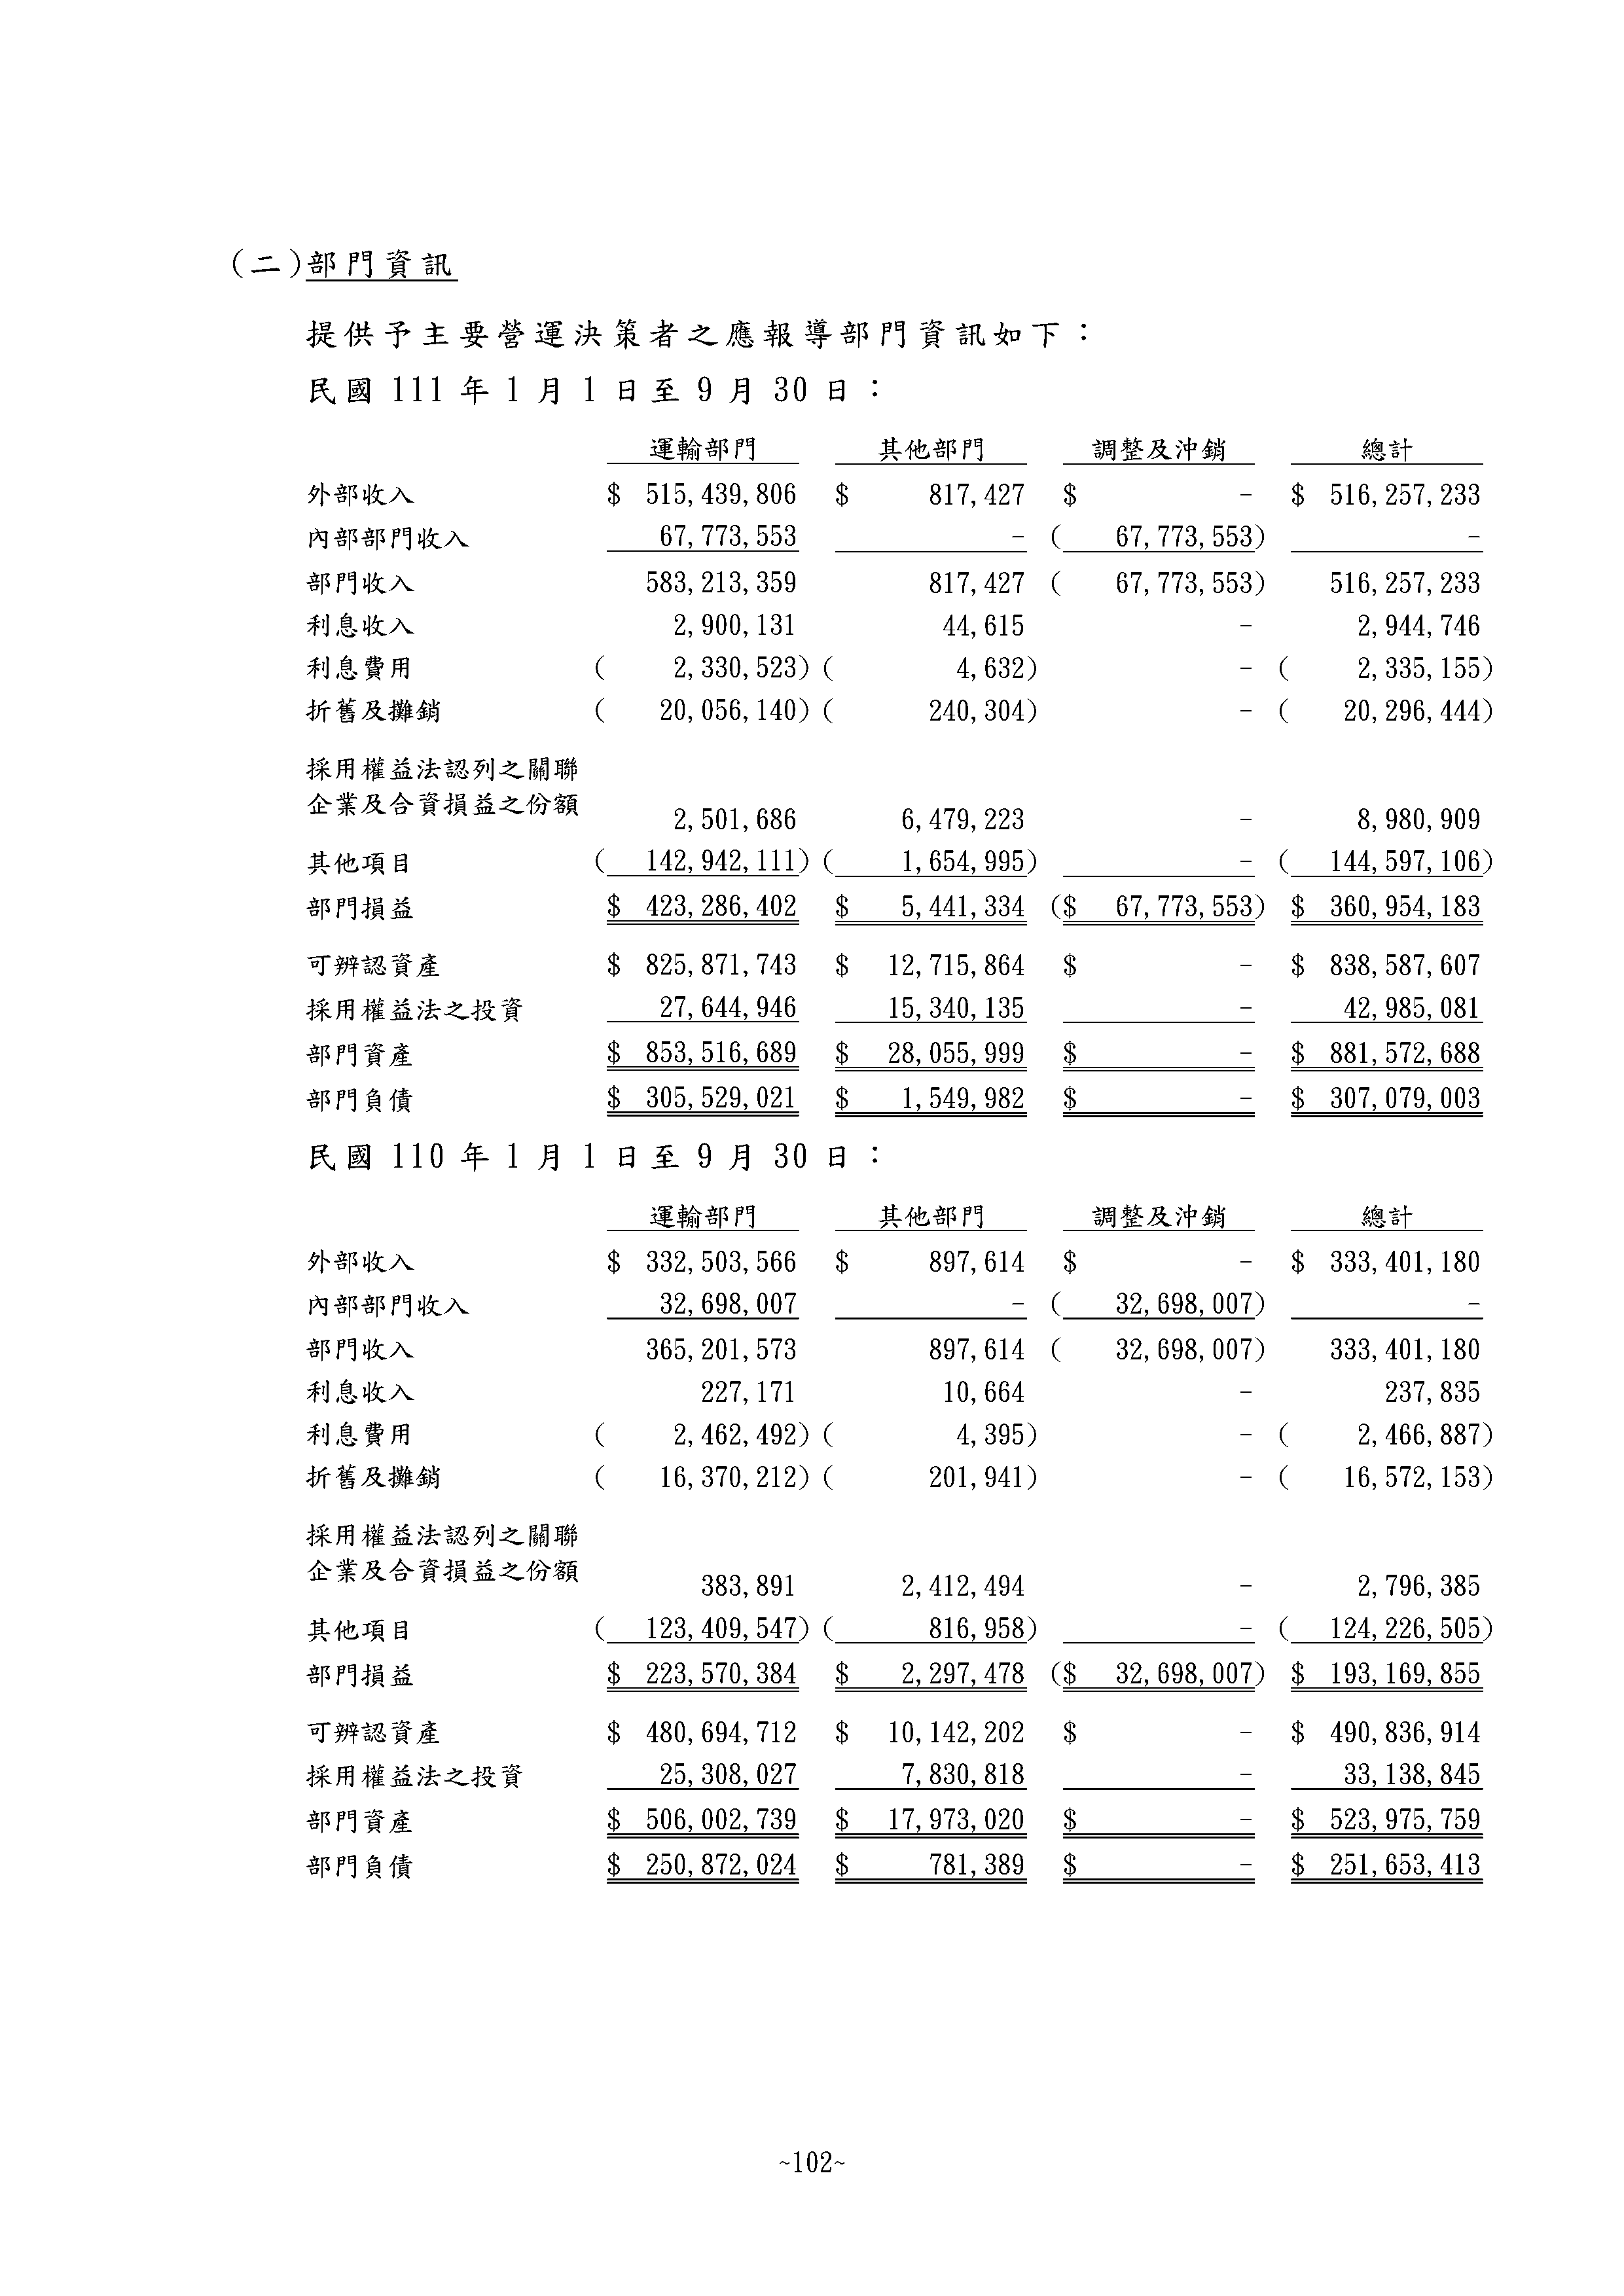 (二)部門資訊
提供予主要營運決策者之應報導部門資訊如下：
民國 111 年 1 月 1 日至 9 月 30 日：
運輸部門 其他部門 調整及沖銷 總計
外部收入 $ 515,439,806 $ 817,427 $ - $ 516,257,233
內部部門收入 67,773,553 - ( 67,773,553) -
部門收入 583,213,359 817,427 ( 67,773,553) 516,257,233
利息收入 2,900,131 44,615 - 2,944,746
利息費用 ( 2,330,523) ( 4,632) - ( 2,335,155)
折舊及攤銷 ( 20,056,140) ( 240,304) - ( 20,296,444)
採用權益法認列之關聯
企業及合資損益之份額 2,501,686 6,479,223 - 8,980,909
其他項目 ( 142,942,111) ( 1,654,995) - ( 144,597,106)
部門損益 $ 423,286,402 $ 5,441,334 ($ 67,773,553) $ 360,954,183
可辨認資產 $ 825,871,743 $ 12,715,864 $ - $ 838,587,607
採用權益法之投資 27,644,946 15,340,135 - 42,985,081
部門資產 $ 853,516,689 $ 28,055,999 $ - $ 881,572,688
部門負債 $ 305,529,021 $ 1,549,982 $ - $ 307,079,003
民國 110 年 1 月 1 日至 9 月 30 日：
運輸部門 其他部門 調整及沖銷 總計
外部收入 $ 332,503,566 $ 897,614 $ - $ 333,401,180
內部部門收入 32,698,007 - ( 32,698,007) -
部門收入 365,201,573 897,614 ( 32,698,007) 333,401,180
利息收入 227,171 10,664 - 237,835
利息費用 ( 2,462,492) ( 4,395) - ( 2,466,887)
折舊及攤銷 ( 16,370,212) ( 201,941) - ( 16,572,153)
採用權益法認列之關聯
企業及合資損益之份額 383,891 2,412,494 - 2,796,385
其他項目 ( 123,409,547) ( 816,958) - ( 124,226,505)
部門損益 $ 223,570,384 $ 2,297,478 ($ 32,698,007) $ 193,169,855
可辨認資產 $ 480,694,712 $ 10,142,202 $ - $ 490,836,914
採用權益法之投資 25,308,027 7,830,818 - 33,138,845
部門資產 $ 506,002,739 $ 17,973,020 $ - $ 523,975,759
部門負債 $ 250,872,024 $ 781,389 $ - $ 251,653,413
~102~